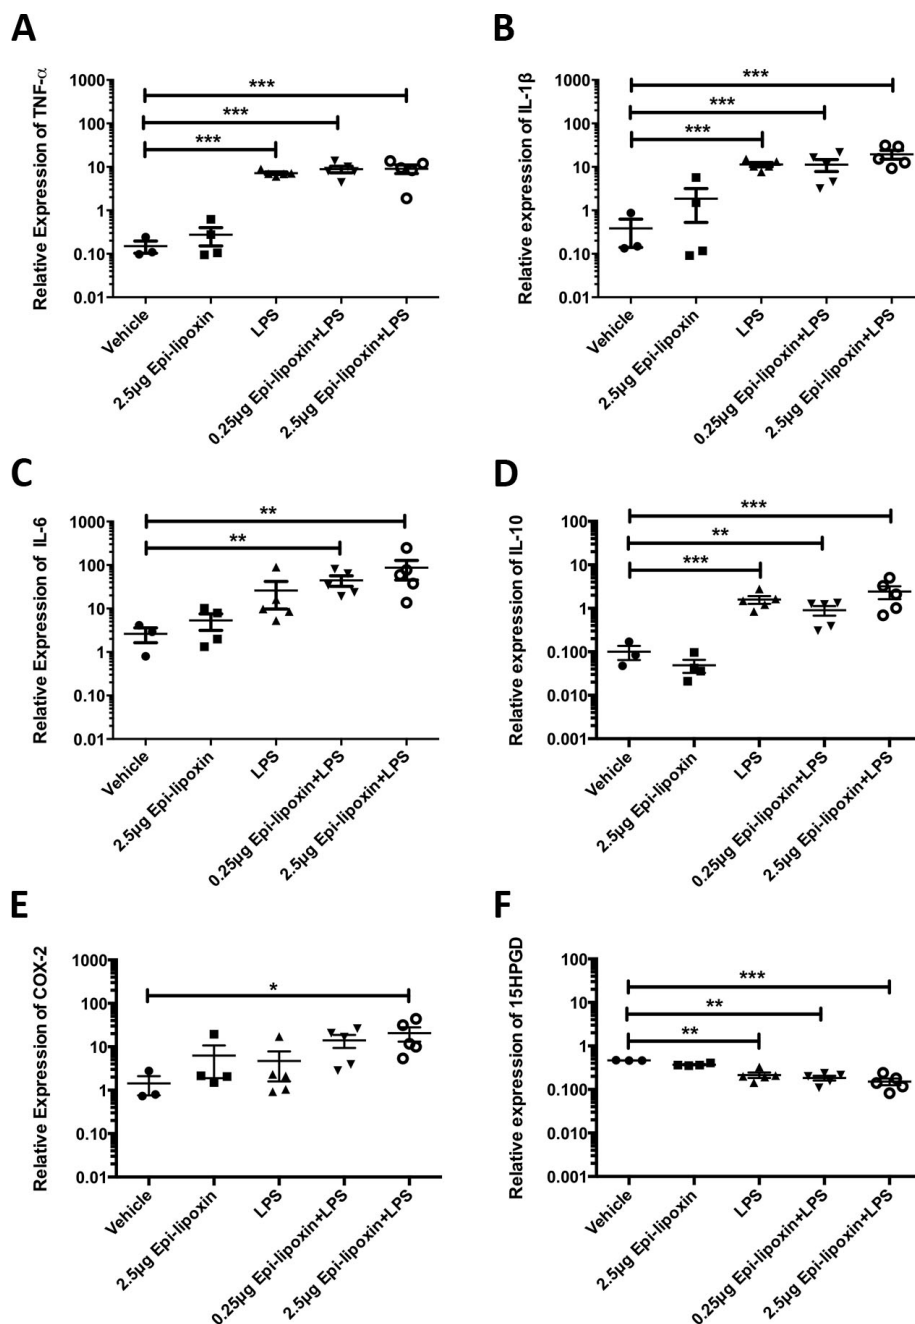 A
B
Relative Expression of TNF-α
1000
100
10
1
0.10
0.01
***
***
***
Vehicle
2.5µg Epi-lipoxin
LPS
0.25µg Epi-lipoxin+LPS
2.5µg Epi-lipoxin+LPS
Relative expression of IL-1β
1000
100
10
1
0.10
0.01
***
***
***
Vehicle
2.5µg Epi-lipoxin
LPS
0.25µg Epi-lipoxin+LPS
2.5µg Epi-lipoxin+LPS
C
D
Relative Expression of IL-6
1000
100
10
1
0.10
0.01
**
**
Vehicle
2.5µg Epi-lipoxin
LPS
0.25µg Epi-lipoxin+LPS
2.5µg Epi-lipoxin+LPS
Relative expression of IL-10
100
10
1
0.100
0.010
0.001
***
**
***
Vehicle
2.5µg Epi-lipoxin
LPS
0.25µg Epi-lipoxin+LPS
2.5µg Epi-lipoxin+LPS
E
F
Relative Expression of COX-2
1000
100
10
1
0.10
0.01
*
Vehicle
2.5µg Epi-lipoxin
LPS
0.25µg Epi-lipoxin+LPS
2.5µg Epi-lipoxin+LPS
Relative expression of 15HPGD
100
10
1
0.100
0.010
0.001
***
**
**
Vehicle
2.5µg Epi-lipoxin
LPS
0.25µg Epi-lipoxin+LPS
2.5µg Epi-lipoxin+LPS